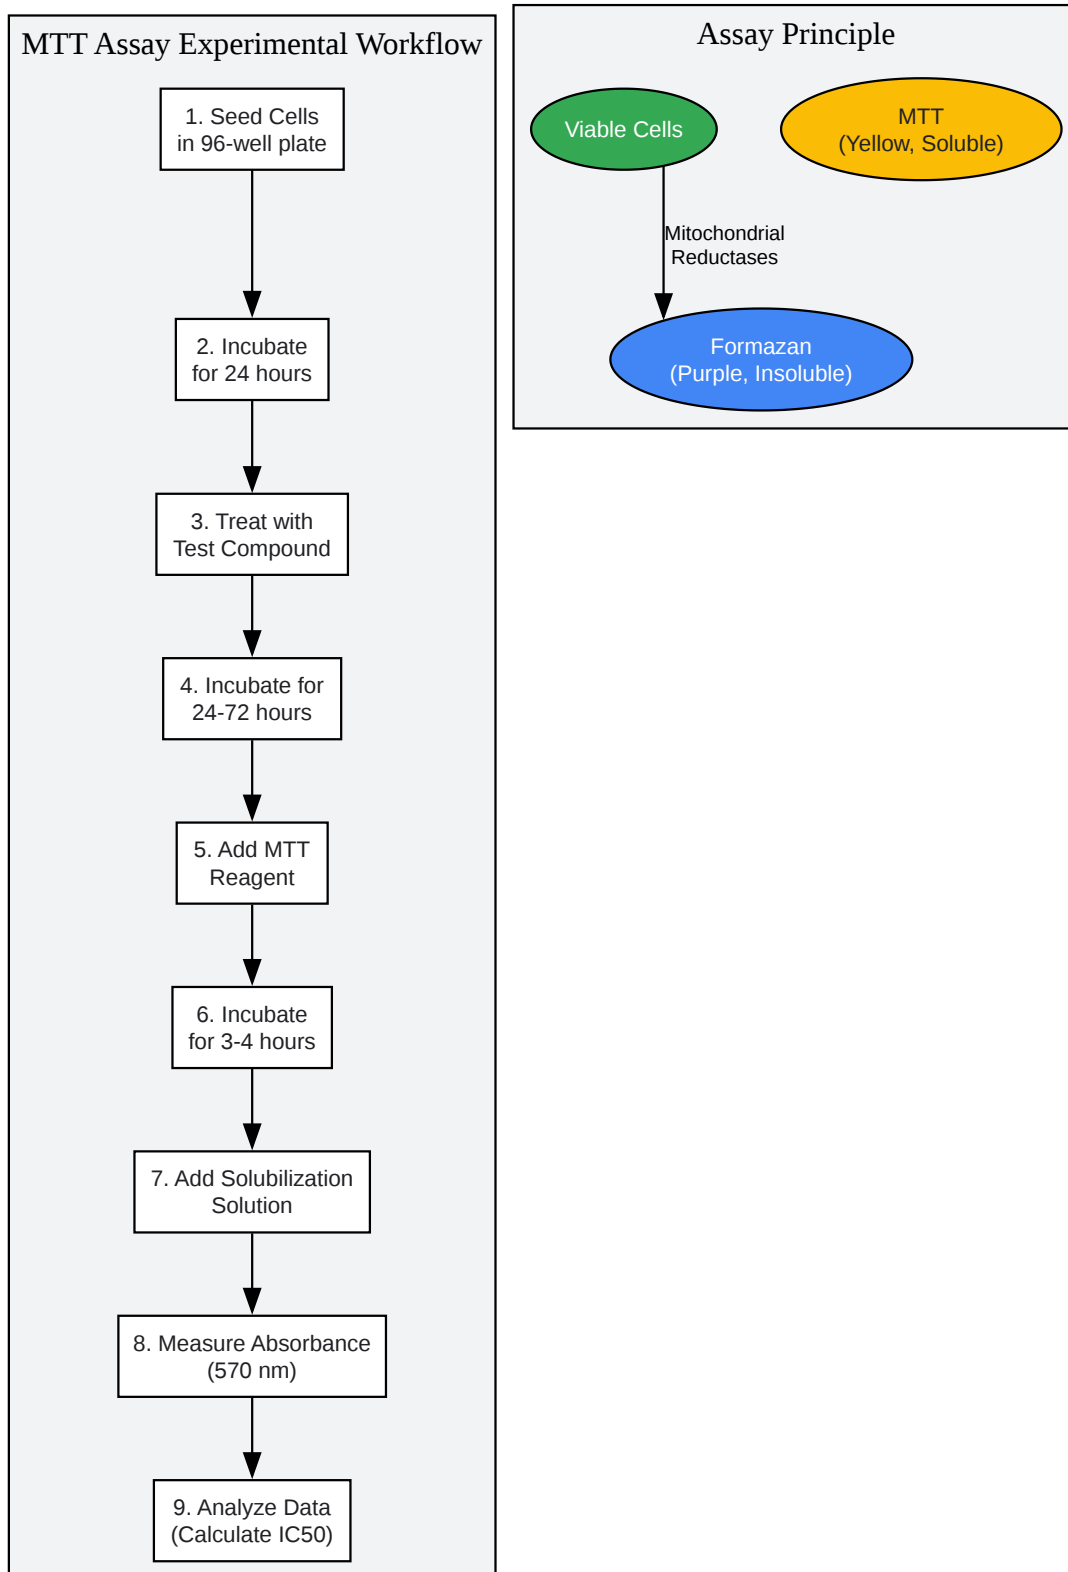 MTT Assay Experimental Workflow
1. Seed Cells
in 96-well plate
2. Incubate
for 24 hours
3. Treat with
Test Compound
4. Incubate for
24-72 hours
5. Add MTT
Reagent
6. Incubate
for 3-4 hours
7. Add Solubilization
Solution
8. Measure Absorbance
(570 nm)
9. Analyze Data
(Calculate IC50)
Assay Principle
Viable Cells
MTT
(Yellow, Soluble)
Mitochondrial
Reductases
Formazan
(Purple, Insoluble)